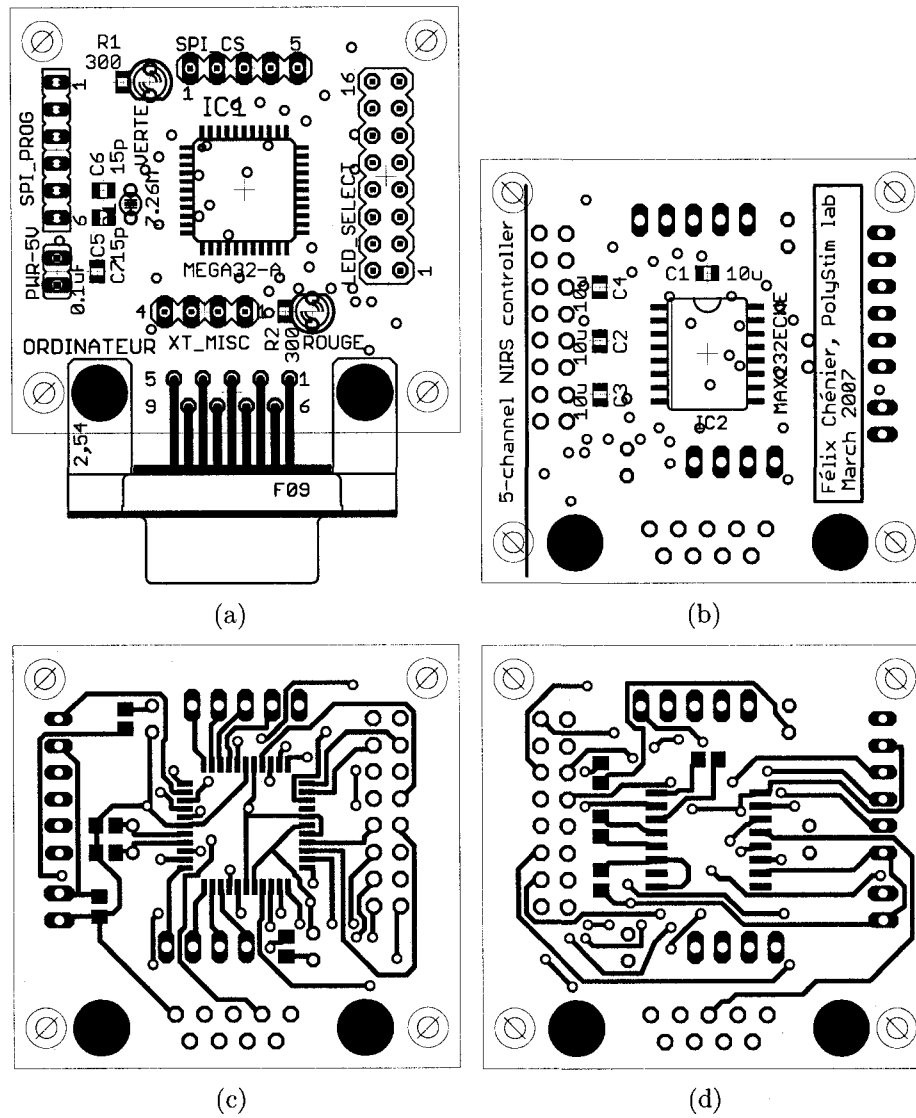 R1
300
SPI_CS
5
1
IC1
16
1
SPI_PROG
6
C6
15p
VERTE
7.26M
LED_SELECT
PWR-5V
0.1uF
C5
C7
15p
MEGA32-A
4
1
R2
300
ROUGE
ORDINATEUR
XT_MISC
5
1
9
6
2,54
F09
(a)
5-channel NIRS controller
C1
10u
10u
C4
10u
C2
10u
C3
MAX232ECWE
IC2
Félix Chénier, PolyStim lab
March 2007
(b)
(c)
(d)